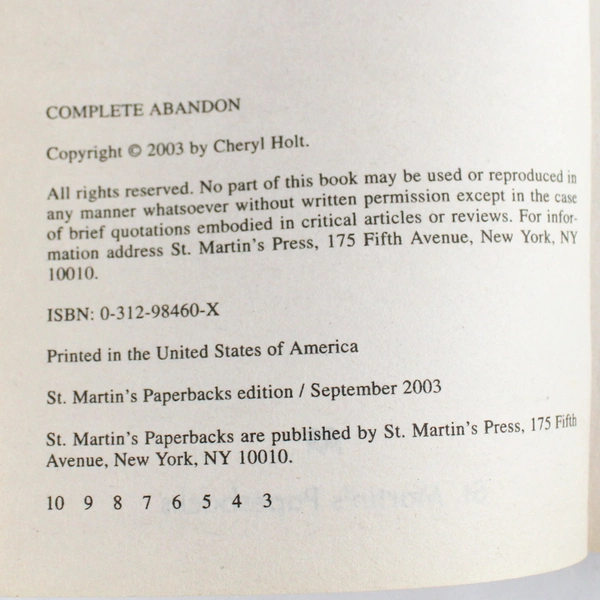 COMPLETE ABANDON
Copyright © 2003 by Cheryl Holt.
All rights reserved. No part of this book may be used or reproduced in
any manner whatsoever without written permission except in the case
of brief quotations embodied in critical articles or reviews. For infor-
mation address St. Martin's Press, 175 Fifth Avenue, New York, NY
10010.
ISBN: 0-312-98460-X
Printed in the United States of America
St. Martin's Paperbacks edition / September 2003
St. Martin's Paperbacks are published by St. Martin's Press, 175 Fifth
Avenue, New York, NY 10010.
10 9 8 7 6 5 4 3